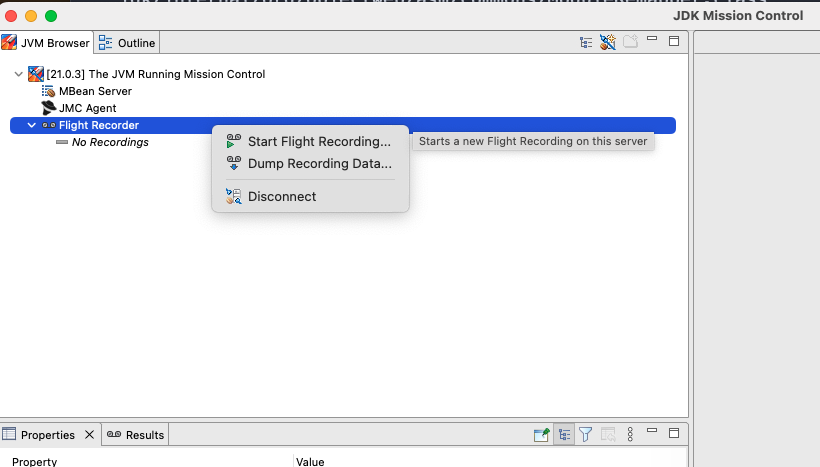 JDK Mission Control
JVM Browser
Outline
[21.0.3] The JVM Running Mission Control
MBean Server
JMC Agent
Flight Recorder
No Recordings
Start Flight Recording...
Starts a new Flight Recording on this server
Dump Recording Data...
Disconnect
Properties
Results
Property
Value